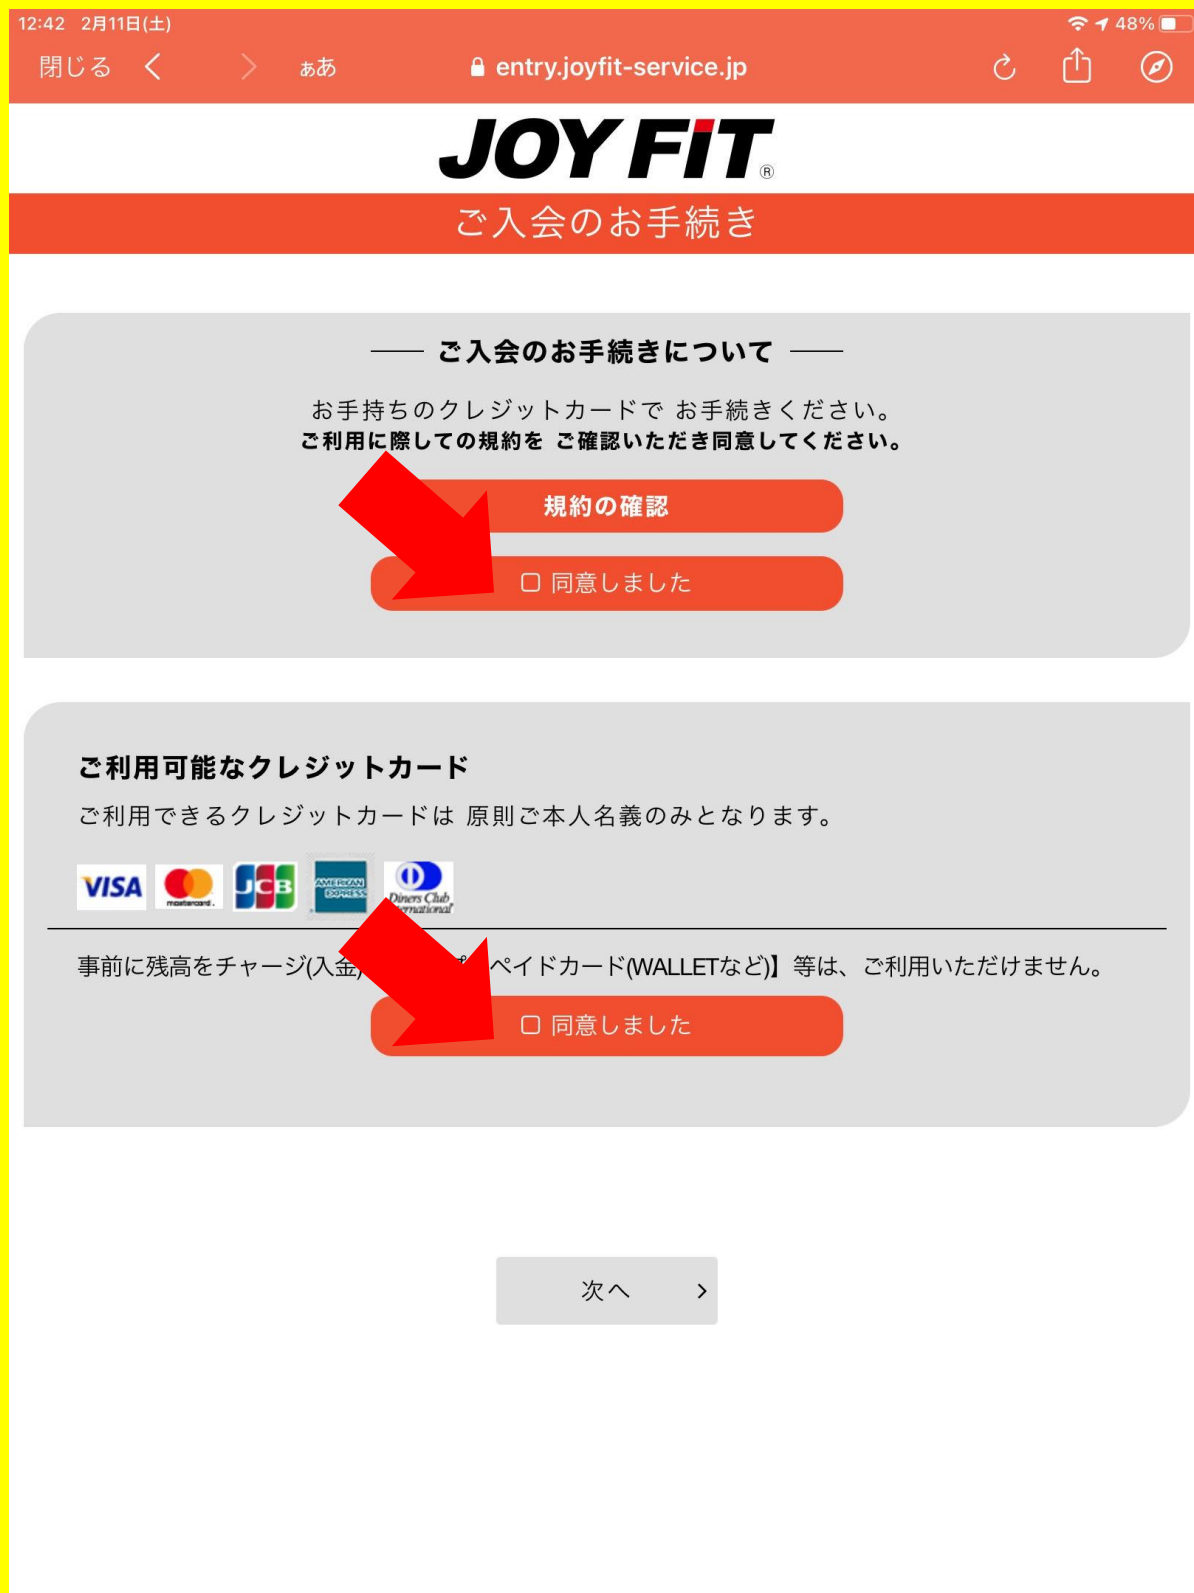 12:42 2月11日(土) 48%
閉じる ぁあ entry.joyfit-service.jp
JOYFiT®
ご入会のお手続き
ご入会のお手続きについて
お手持ちのクレジットカードで お手続きください。
ご利用に際しての規約を ご確認いただき同意してください。
規約の確認
同意しました
ご利用可能なクレジットカード
ご利用できるクレジットカードは 原則ご本人名義のみとなります。
VISA mastercard. JCB AMERICAN EXPRESS Diners Club International
事前に残高をチャージ(入金) ペイドカード(WALLETなど)】等は、ご利用いただけません。
同意しました
次へ